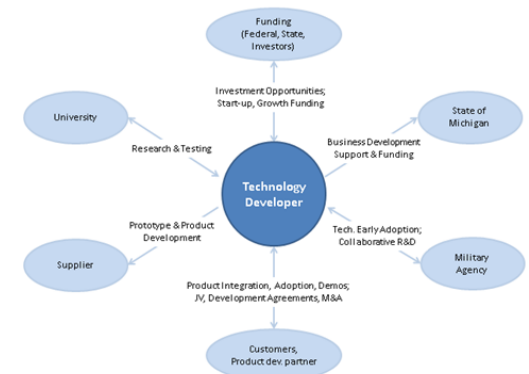 Funding
(Federal, State,
Investors)
Investment Opportunities;
Start-up, Growth Funding
University
State of
Michigan
Research & Testing
Business Development
Support & Funding
Technology
Developer
Prototype & Product
Development
Tech. Early Adoption;
Collaborative R&D
Supplier
Military
Agency
Product Integration, Adoption, Demos;
JV, Development Agreements, M&A
Customers,
Product dev. partner